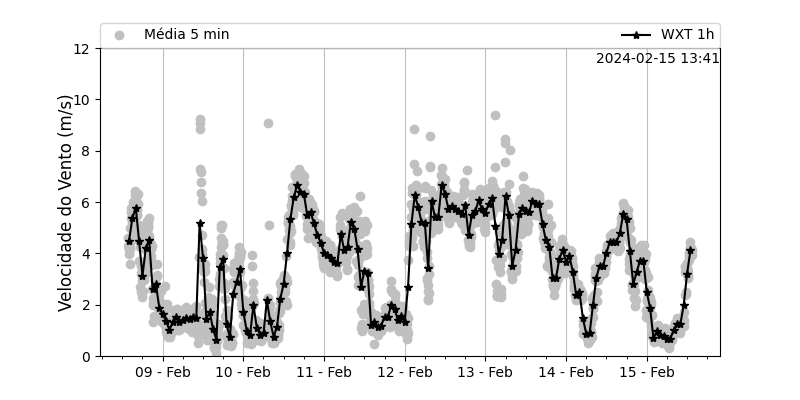 Média 5 min WXT 1h
2024-02-15 13:41
Velocidade do Vento (m/s)
12
10
8
6
4
2
0
09 - Feb 10 - Feb 11 - Feb 12 - Feb 13 - Feb 14 - Feb 15 - Feb